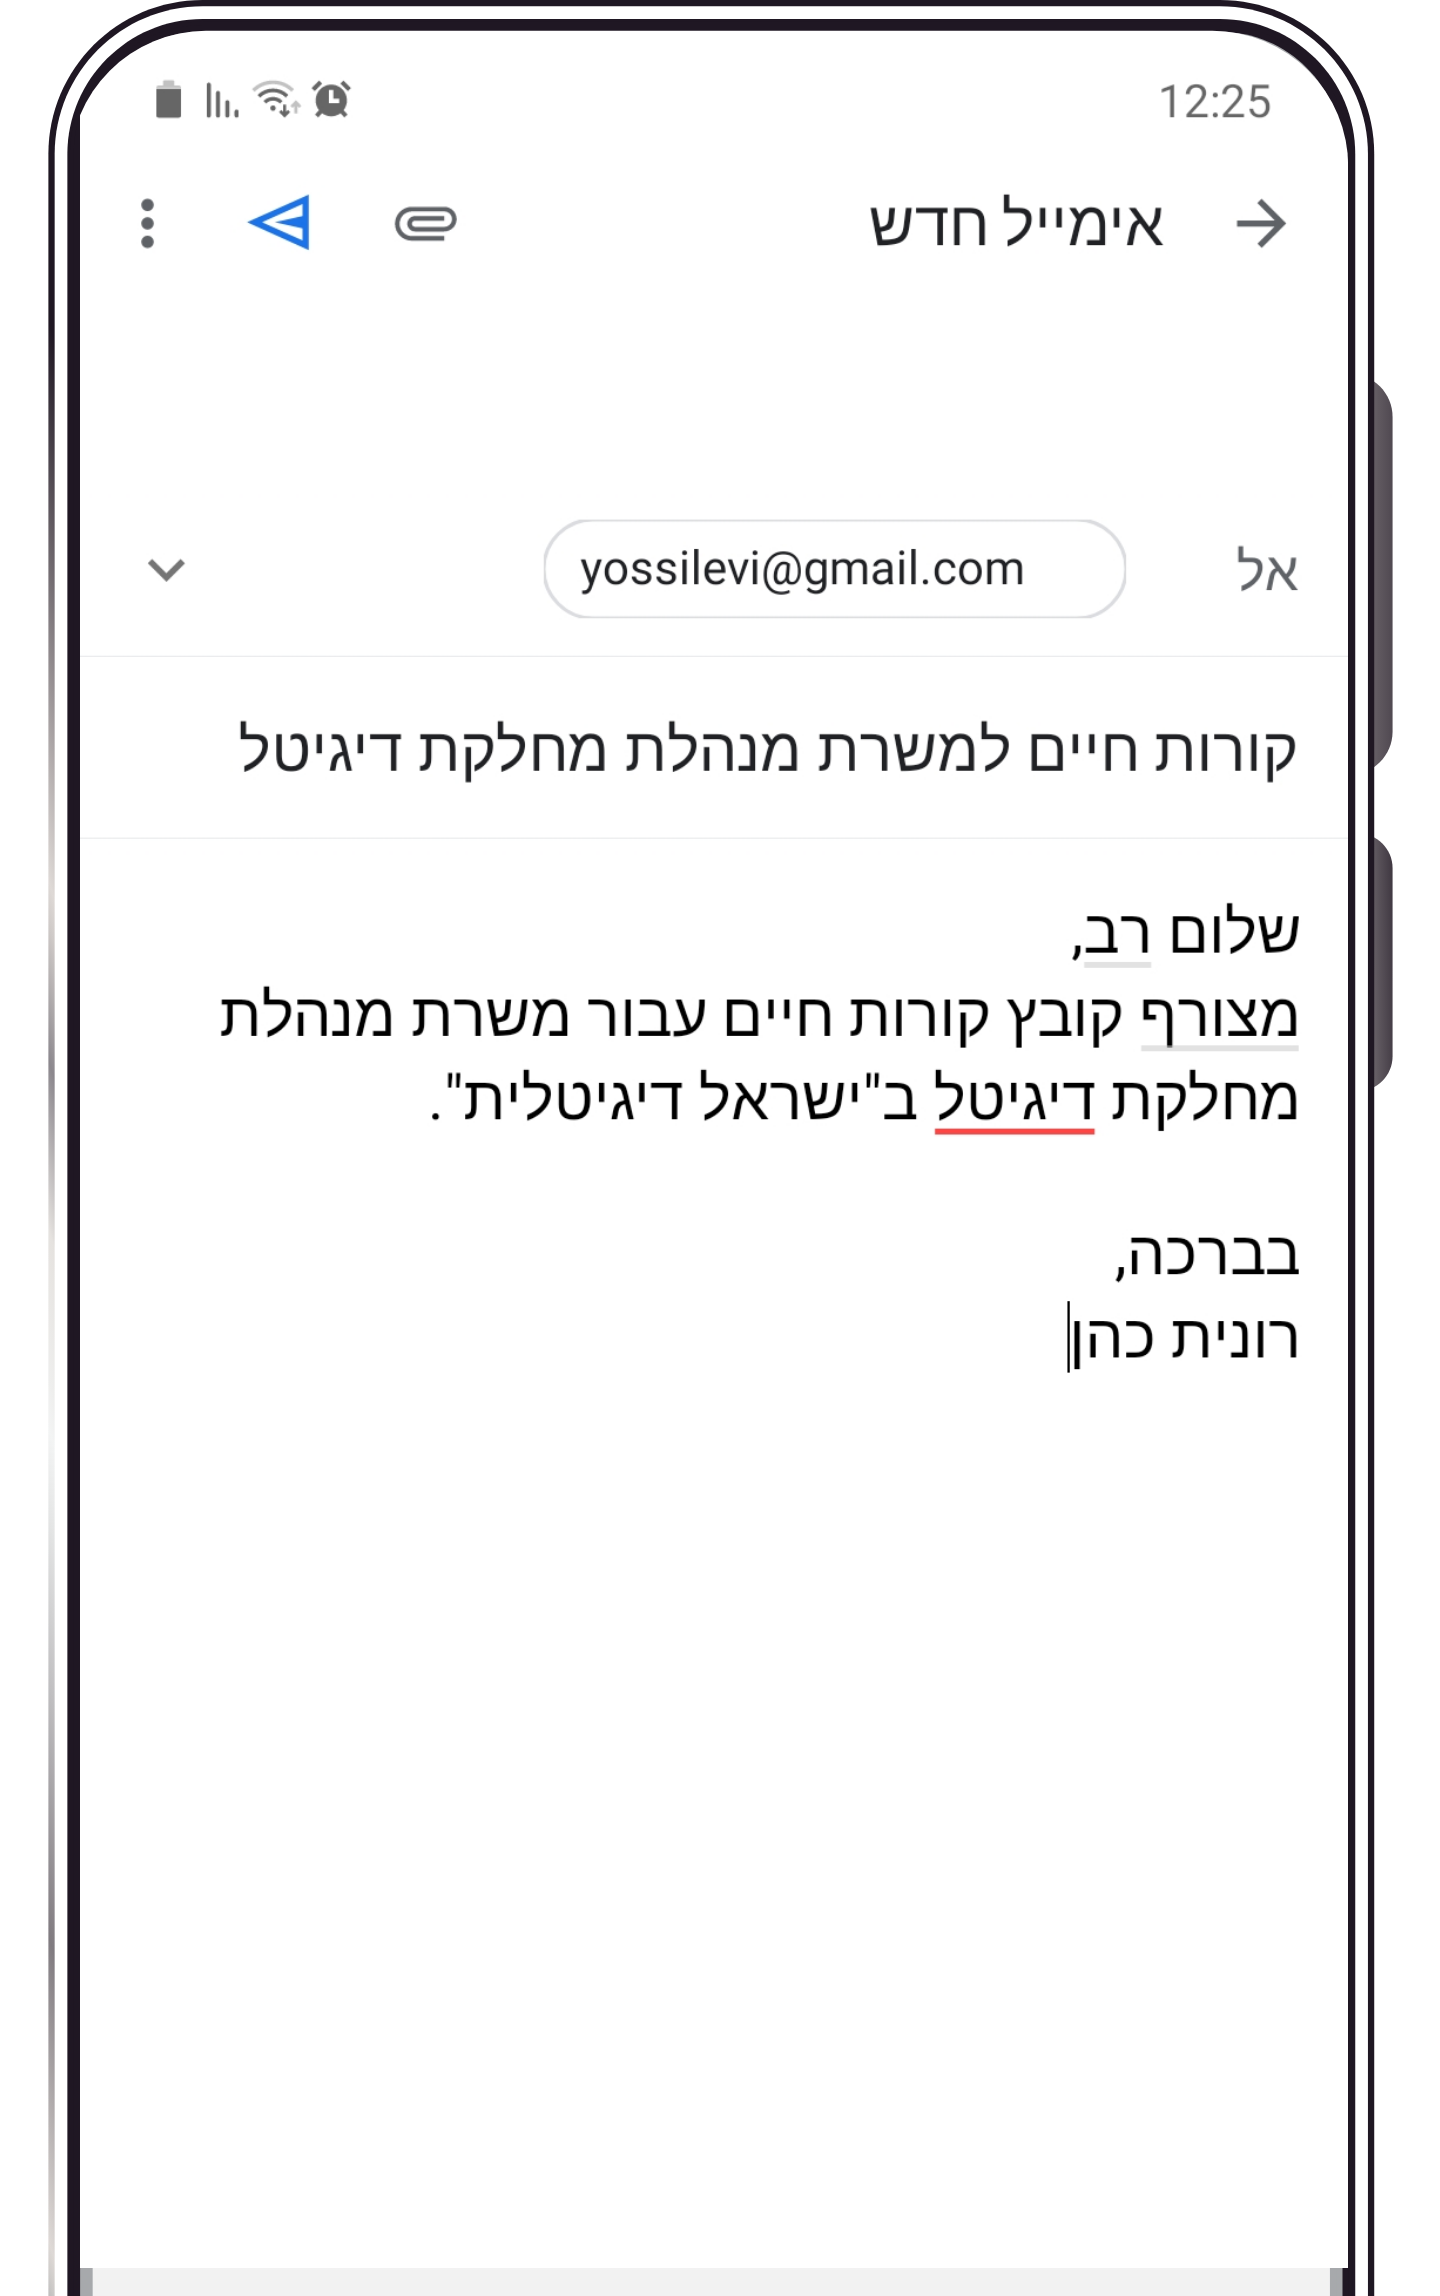 12:25
אימייל חדש
אל yossilevi@gmail.com
קורות חיים למשרת מנהלת מחלקת דיגיטל
שלום רב,
מצורף קובץ קורות חיים עבור משרת מנהלת
מחלקת דיגיטל ב"ישראל דיגיטלית".
בברכה,
רונית כהן